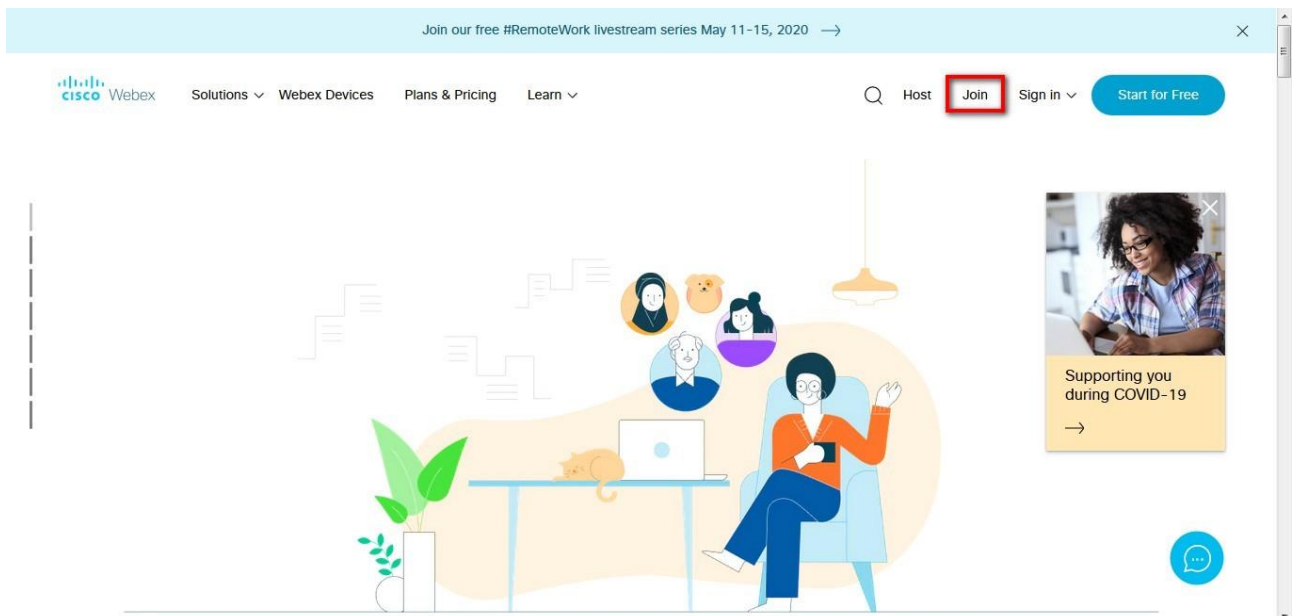 Join our free #RemoteWork livestream series May 11-15, 2020
CISCO Webex Solutions Webex Devices Plans & Pricing Learn Host Join Sign in Start for Free
Supporting you
during COVID-19